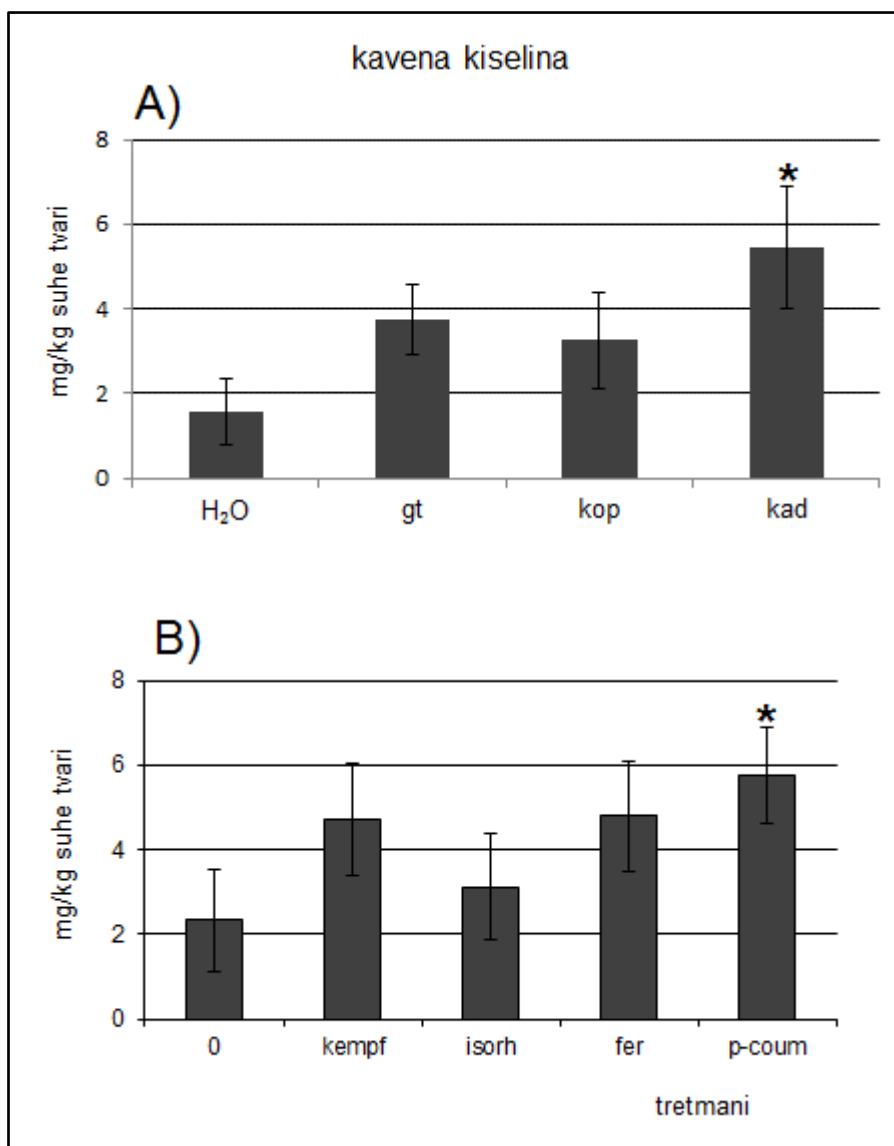 kavena kiselina
A)
8
6
4
2
0
mg/kg suhe tvari
*
H₂O gt kop kad
B)
8
6
4
2
0
mg/kg suhe tvari
*
0 kempf isorh fer p-coum
tretmani